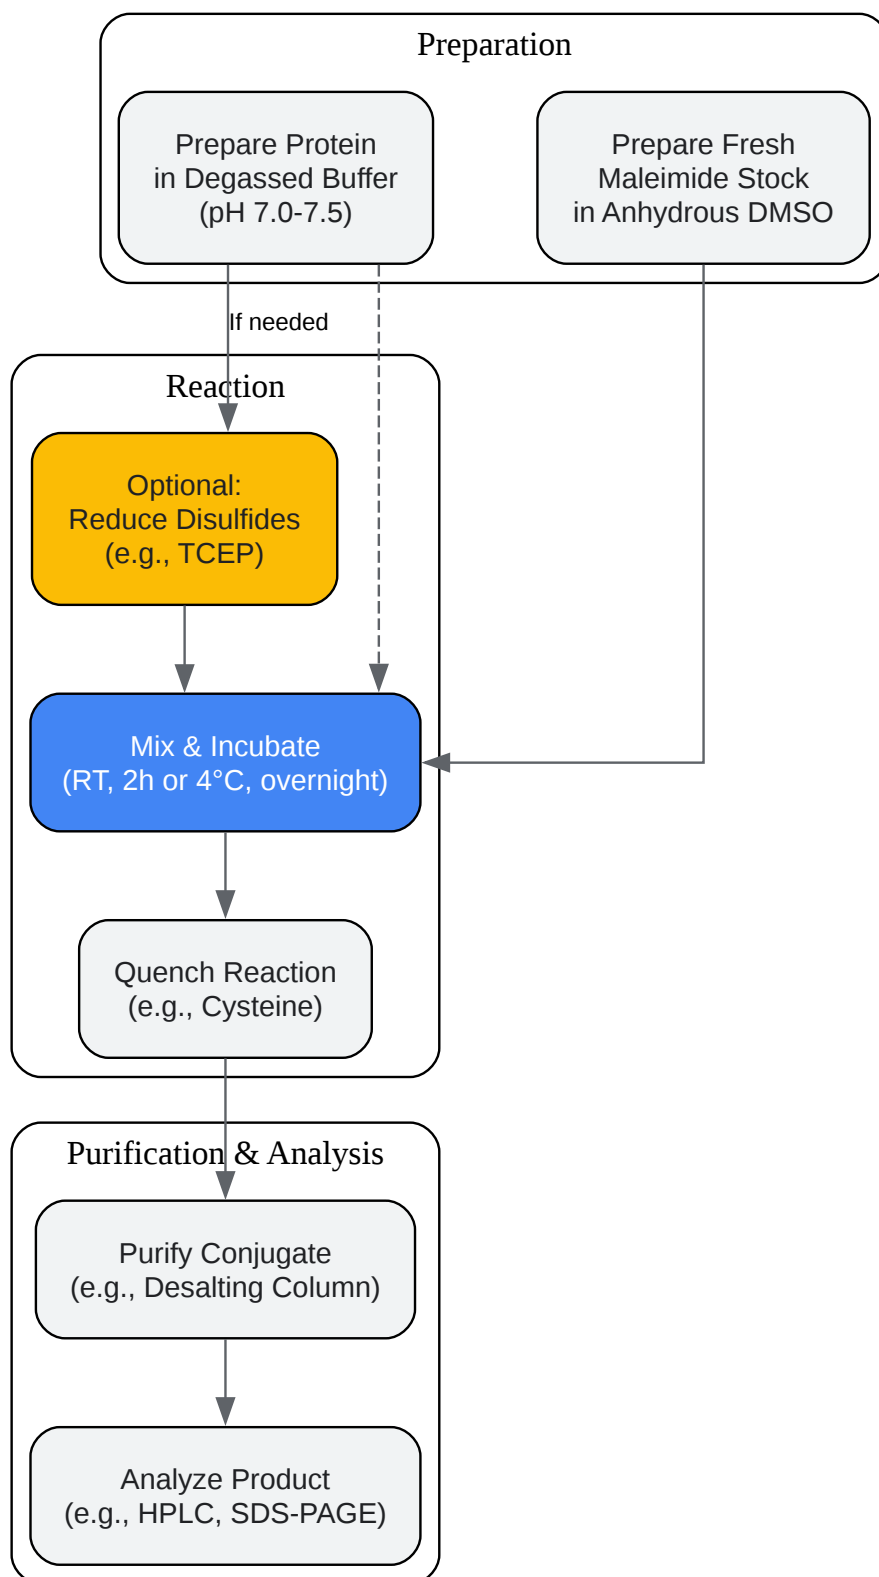 Preparation
Prepare Protein
in Degassed Buffer
(pH 7.0-7.5)
Prepare Fresh
Maleimide Stock
in Anhydrous DMSO
If needed
Reaction
Optional:
Reduce Disulfides
(e.g., TCEP)
Mix & Incubate
(RT, 2h or 4°C, overnight)
Quench Reaction
(e.g., Cysteine)
Purification & Analysis
Purify Conjugate
(e.g., Desalting Column)
Analyze Product
(e.g., HPLC, SDS-PAGE)